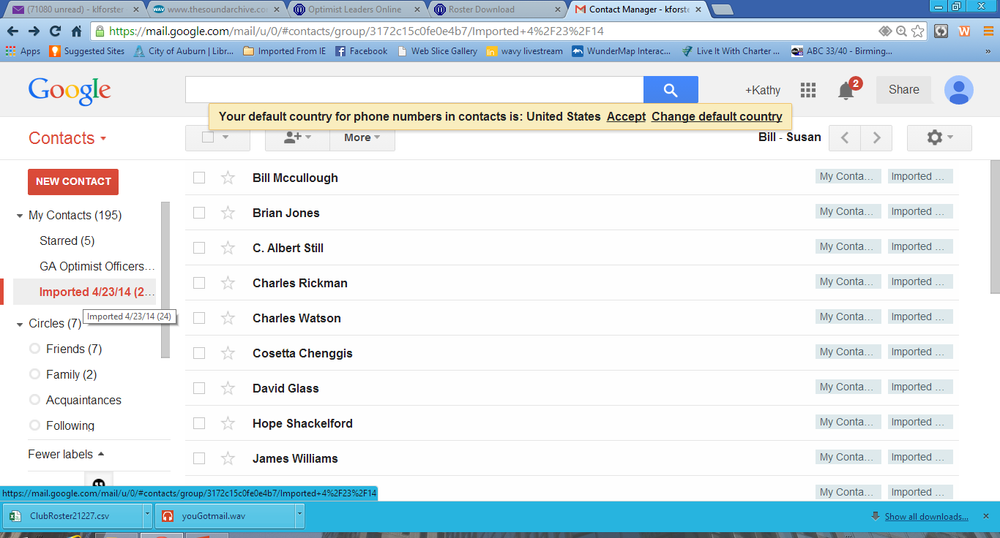 (71080 unread) - klforster
WAV www.thesoundarchive.co
Optimist Leaders Online
Roster Download
Contact Manager - kforste
https://mail.google.com/mail/u/0/#contacts/group/3172c15c0fe0e4b7/Imported+4%2F23%2F14
Apps Suggested Sites City of Auburn | Libr... Imported From IE Facebook Web Slice Gallery wavy livestream WunderMap Interac... Live It With Charter ... ABC 33/40 - Birming... »
Google
+Kathy 2 Share
Your default country for phone numbers in contacts is: United States Accept Change default country
Contacts
More
Bill - Susan
NEW CONTACT
My Contacts (195)
Starred (5)
GA Optimist Officers...
Imported 4/23/14 (2...
Imported 4/23/14 (24)
Circles (7)
Friends (7)
Family (2)
Acquaintances
Following
Fewer labels
Bill Mccullough My Conta... Imported ...
Brian Jones My Conta... Imported ...
C. Albert Still My Conta... Imported ...
Charles Rickman My Conta... Imported ...
Charles Watson My Conta... Imported ...
Cosetta Chenggis My Conta... Imported ...
David Glass My Conta... Imported ...
Hope Shackelford My Conta... Imported ...
James Williams My Conta... Imported ...
My Conta... Imported ...
https://mail.google.com/mail/u/0/#contacts/group/3172c15c0fe0e4b7/Imported+4%2F23%2F14
ClubRoster21227.csv
youGotmail.wav
Show all downloads...